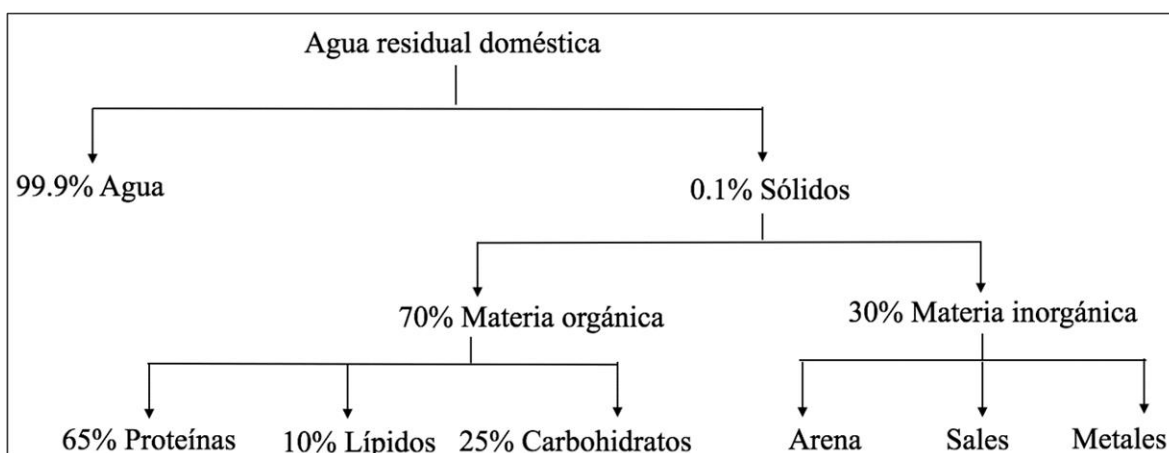 Agua residual doméstica
99.9% Agua
0.1% Sólidos
70% Materia orgánica
30% Materia inorgánica
65% Proteínas
10% Lípidos
25% Carbohidratos
Arena
Sales
Metales